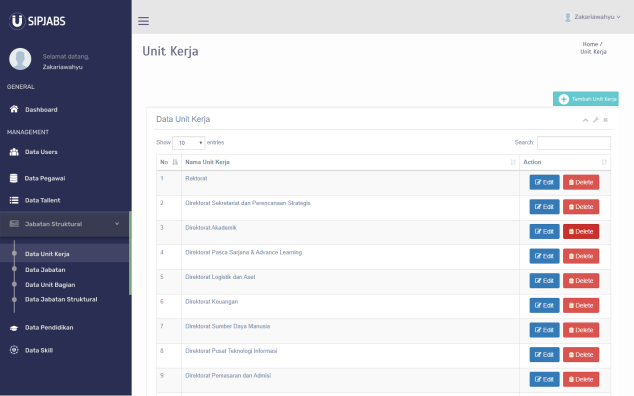 SIPJABS
Zakariawahyu
Selamat datang,
Zakariawahyu
GENERAL
Dashboard
MANAGEMENT
Data Users
Data Pegawai
Data Tallent
Jabatan Struktural
Data Unit Kerja
Data Jabatan
Data Unit Bagian
Data Jabatan Struktural
Data Pendidikan
Data Skill
Unit Kerja
Home /
Unit Kerja
Tambah Unit Kerja
Data Unit Kerja
Show 10 entries
Search:
No Nama Unit Kerja Action
1 Rektorat Edit Delete
2 Direktorat Sekretariat dan Perencanaan Strategis Edit Delete
3 Direktorat Akademik Edit Delete
4 Direktorat Pasca Sarjana & Advance Learning Edit Delete
5 Direktorat Logistik dan Aset Edit Delete
6 Direktorat Keuangan Edit Delete
7 Direktorat Sumber Daya Manusia Edit Delete
8 Direktorat Pusat Teknologi Informasi Edit Delete
9 Direktorat Pemasaran dan Admisi Edit Delete